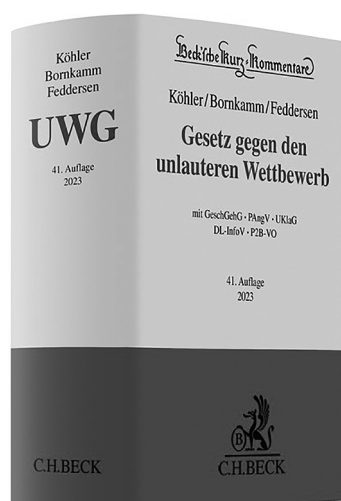 Köhler
Bornkamm
Feddersen
UWG
41. Auflage
2023
C.H.BECK
Beck'sche Kurz-Kommentare
Köhler/Bornkamm/Feddersen
Gesetz gegen den
unlauteren Wettbewerb
mit GeschGehG • PAngV • UKlaG
DL-InfoV • P2B-VO
41. Auflage
2023
B
C.H.BECK